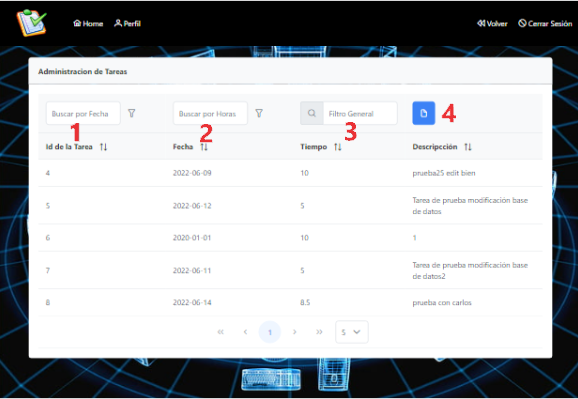 Home Perfil Volver Cerrar Sesión
Administracion de Tareas
Buscar por Fecha Buscar por Horas Filtro General 4
1 2 3
Id de la Tarea Fecha Tiempo Descripcción
4 2022-06-09 10 prueba25 edit bien
5 2022-06-12 5 Tarea de prueba modificación base
de datos
6 2020-01-01 10 1
7 2022-06-11 5 Tarea de prueba modificación base
de datos2
8 2022-06-14 8.5 prueba con carlos
« ‹ 1 › » 5